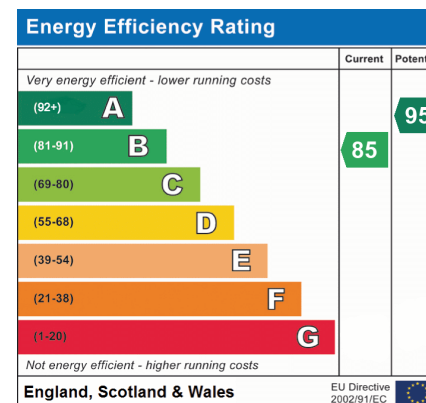 Energy Efficiency Rating
Current Potent
Very energy efficient - lower running costs
(92+) A
95
(81-91) B
85
(69-80) C
(55-68) D
(39-54) E
(21-38) F
(1-20) G
Not energy efficient - higher running costs
England, Scotland & Wales
EU Directive
2002/91/EC